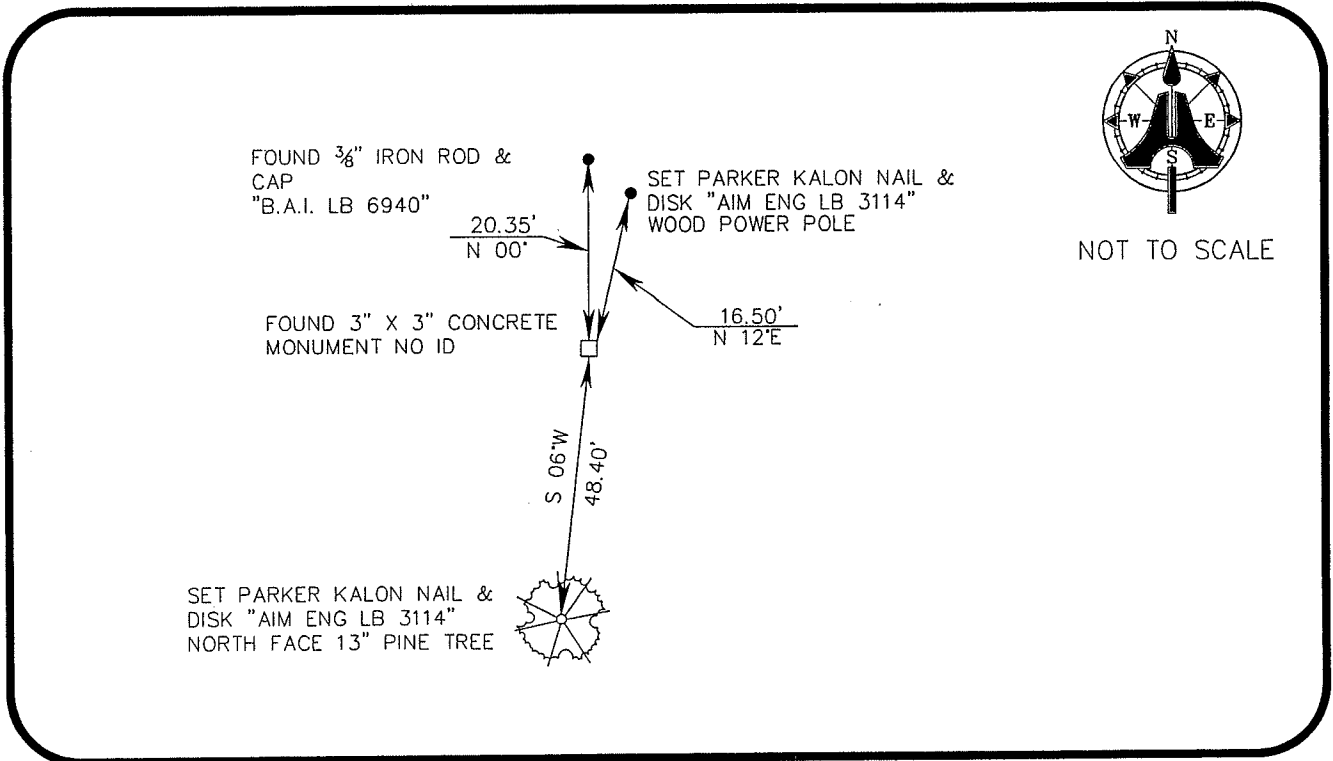 N
W E
S
NOT TO SCALE
FOUND ⅜" IRON ROD &
CAP
"B.A.I. LB 6940"
SET PARKER KALON NAIL &
DISK "AIM ENG LB 3114"
WOOD POWER POLE
20.35'
N 00°
FOUND 3" X 3" CONCRETE
MONUMENT NO ID
16.50'
N 12°E
S 06°W
48.40'
SET PARKER KALON NAIL &
DISK "AIM ENG LB 3114"
NORTH FACE 13" PINE TREE